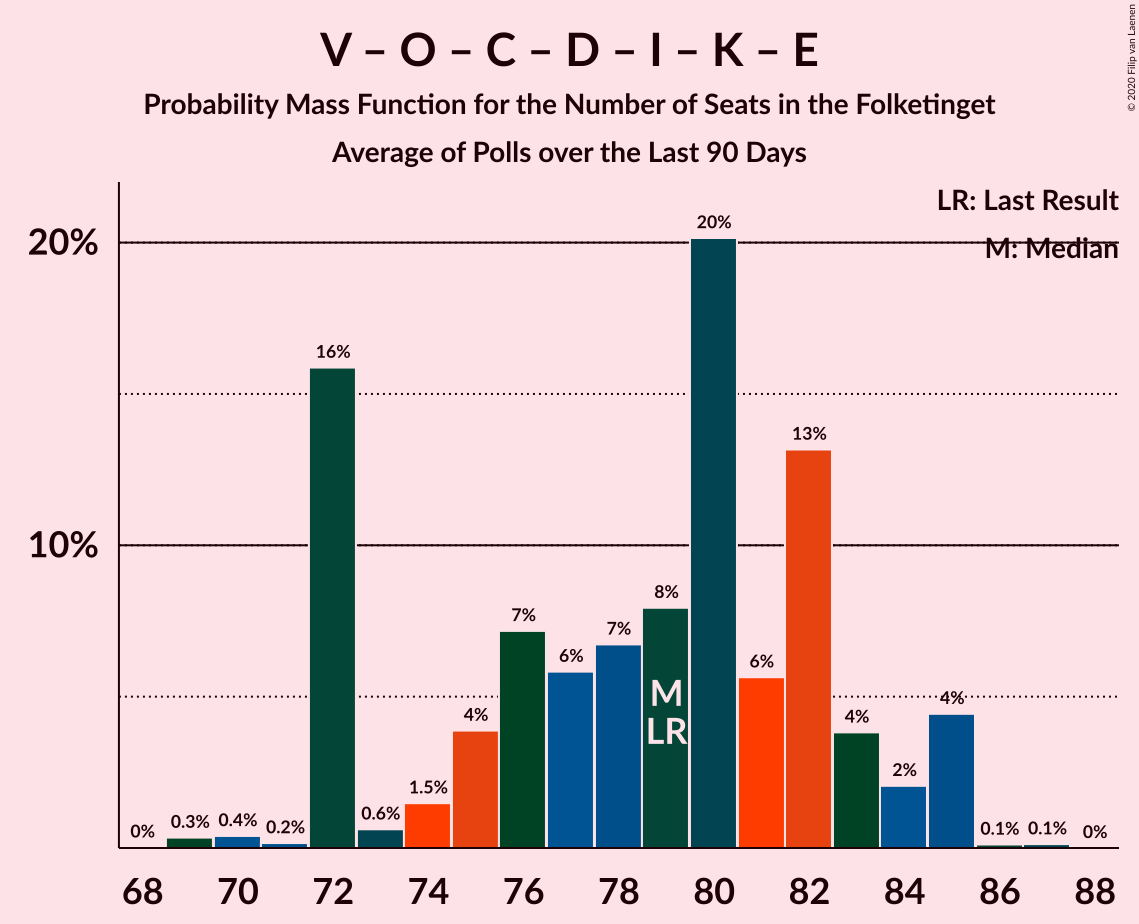 V – O – C – D – I – K – E
Probability Mass Function for the Number of Seats in the Folketinget
Average of Polls over the Last 90 Days
© 2020 Filip van Laenen
LR: Last Result
M: Median
20%
10%
0%
0.3%
0.4%
0.2%
16%
0.6%
1.5%
4%
7%
6%
7%
8%
20%
6%
13%
4%
2%
4%
0.1%
0.1%
0%
M
LR
68 70 72 74 76 78 80 82 84 86 88